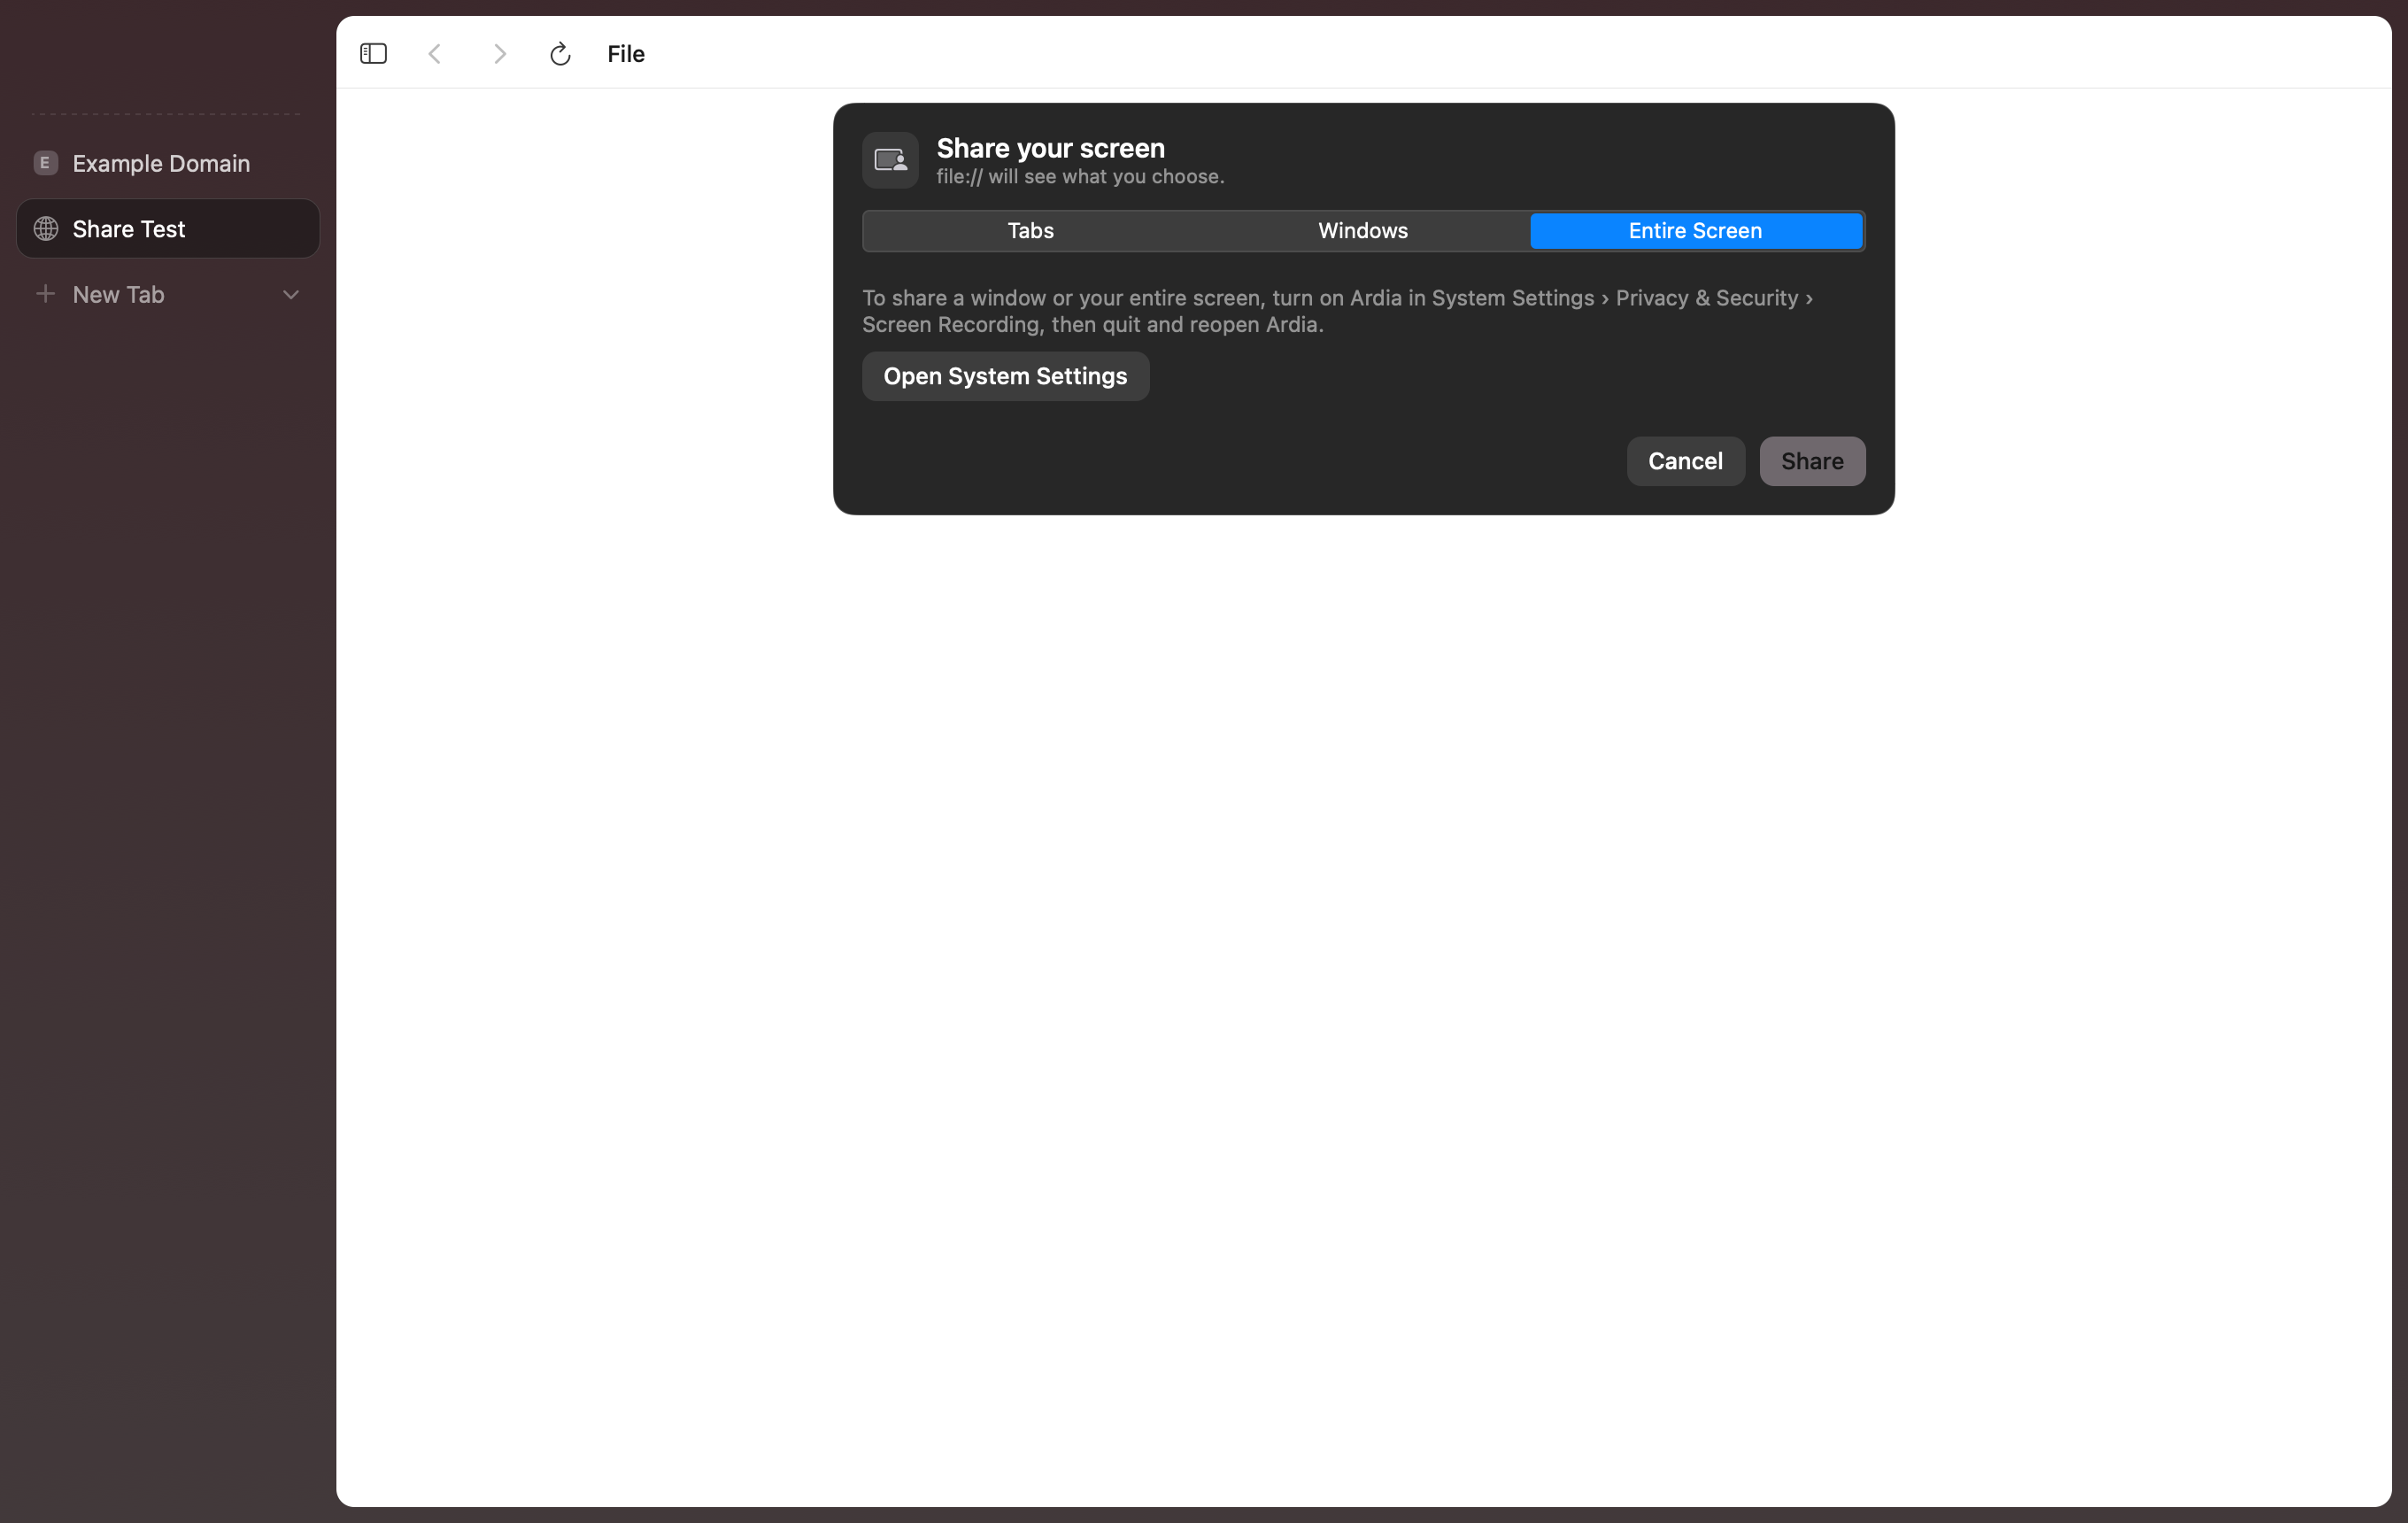 File
E Example Domain
Share Test
New Tab
Share your screen
file:// will see what you choose.
Tabs Windows Entire Screen
To share a window or your entire screen, turn on Ardia in System Settings › Privacy & Security ›
Screen Recording, then quit and reopen Ardia.
Open System Settings
Cancel Share